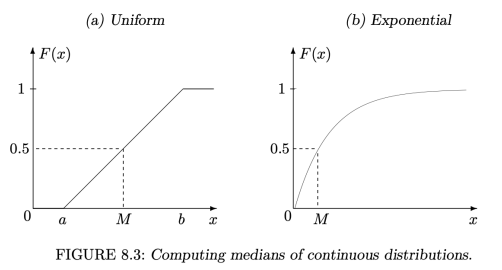 (a) Uniform
F(x)
1
0.5
0
a
M
b
x
(b) Exponential
F(x)
1
0.5
0
M
x
FIGURE 8.3: Computing medians of continuous distributions.